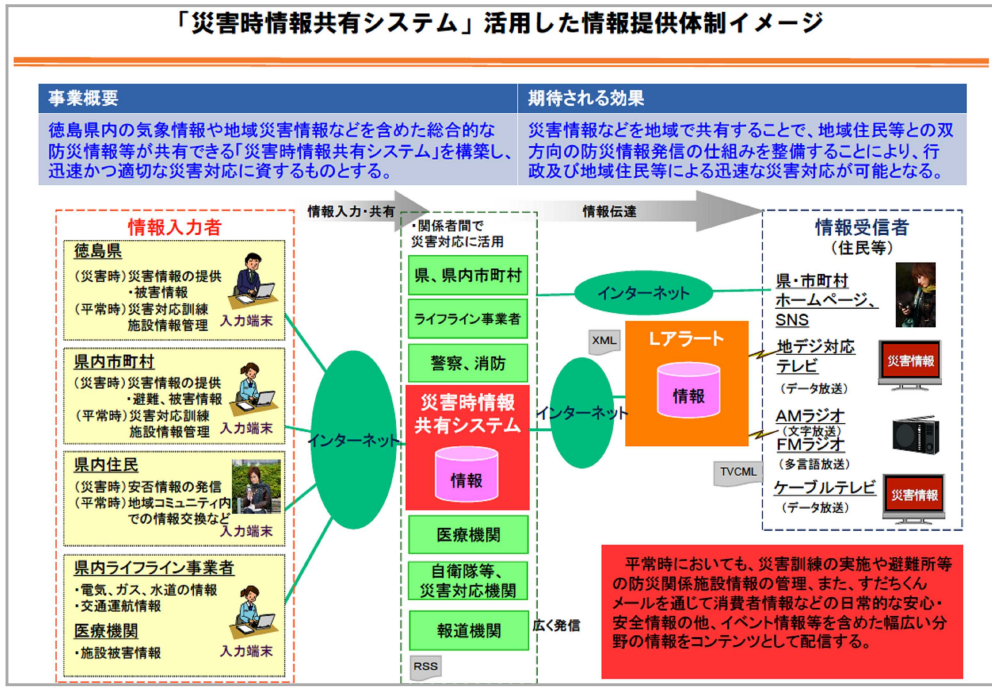 「災害時情報共有システム」活用した情報提供体制イメージ
事業概要
徳島県内の気象情報や地域災害情報などを含めた総合的な
防災情報等が共有できる「災害時情報共有システム」を構築し、
迅速かつ適切な災害対応に資するものとする。
期待される効果
災害情報などを地域で共有することで、地域住民等との双
方向の防災情報発信の仕組みを整備することにより、行
政及び地域住民等による迅速な災害対応が可能となる。
情報入力・共有
情報伝達
情報入力者
徳島県
(災害時)災害情報の提供
・被害情報
(平常時)災害対応訓練
施設情報管理
入力端末
県内市町村
(災害時)災害情報の提供
・避難、被害情報
(平常時)災害対応訓練
施設情報管理
入力端末
県内住民
(災害時)安否情報の発信
(平常時)地域コミュニティ内
での情報交換など
入力端末
県内ライフライン事業者
・電気、ガス、水道の情報
・交通運航情報
医療機関
・施設被害情報
入力端末
インターネット
・関係者間で
災害対応に活用
県、県内市町村
ライフライン事業者
警察、消防
災害時情報
共有システム
情報
医療機関
自衛隊等、
災害対応機関
報道機関
広く発信
RSS
インターネット
インターネット
XML
Lアラート
情報
TVCML
情報受信者
(住民等)
県・市町村
ホームページ、
SNS
地デジ対応
テレビ
(データ放送)
災害情報
AMラジオ
(文字放送)
FMラジオ
(多言語放送)
ケーブルテレビ
(データ放送)
災害情報
平常時においても、災害訓練の実施や避難所等
の防災関係施設情報の管理、また、すだちくん
メールを通じて消費者情報などの日常的な安心・
安全情報の他、イベント情報等を含めた幅広い分
野の情報をコンテンツとして配信する。